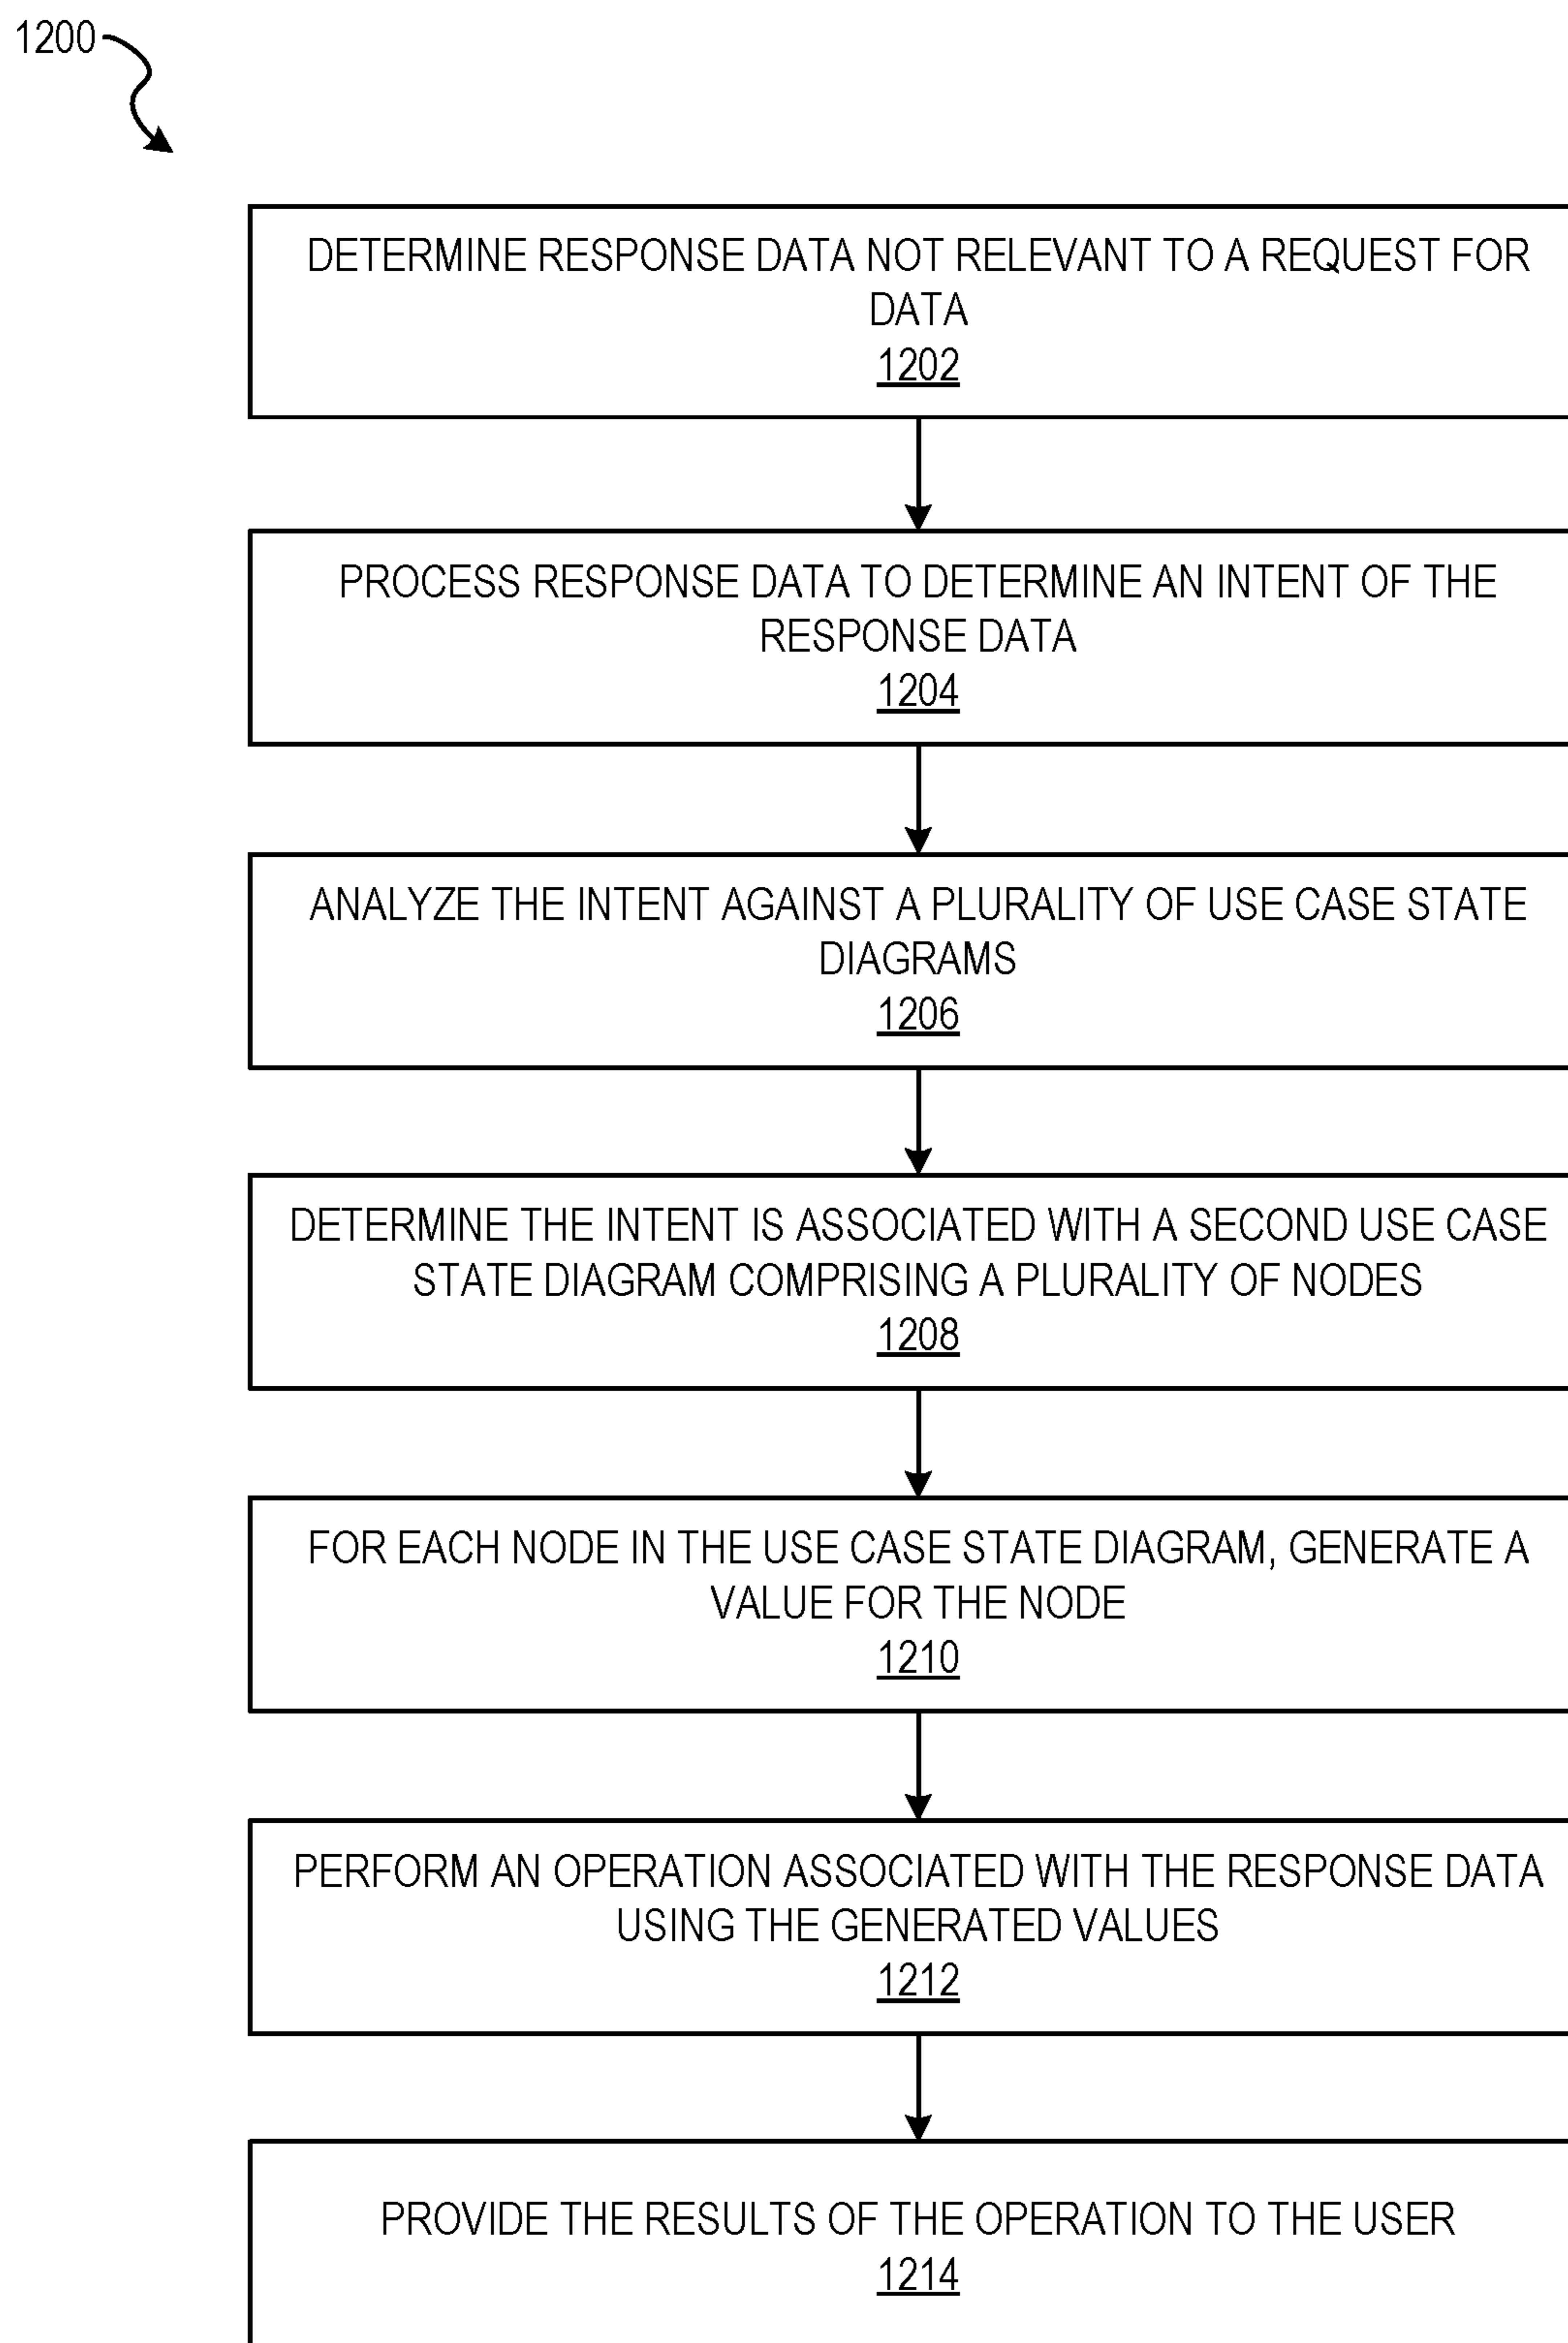 1200
DETERMINE RESPONSE DATA NOT RELEVANT TO A REQUEST FOR
DATA
1202
PROCESS RESPONSE DATA TO DETERMINE AN INTENT OF THE
RESPONSE DATA
1204
ANALYZE THE INTENT AGAINST A PLURALITY OF USE CASE STATE
DIAGRAMS
1206
DETERMINE THE INTENT IS ASSOCIATED WITH A SECOND USE CASE
STATE DIAGRAM COMPRISING A PLURALITY OF NODES
1208
FOR EACH NODE IN THE USE CASE STATE DIAGRAM, GENERATE A
VALUE FOR THE NODE
1210
PERFORM AN OPERATION ASSOCIATED WITH THE RESPONSE DATA
USING THE GENERATED VALUES
1212
PROVIDE THE RESULTS OF THE OPERATION TO THE USER
1214